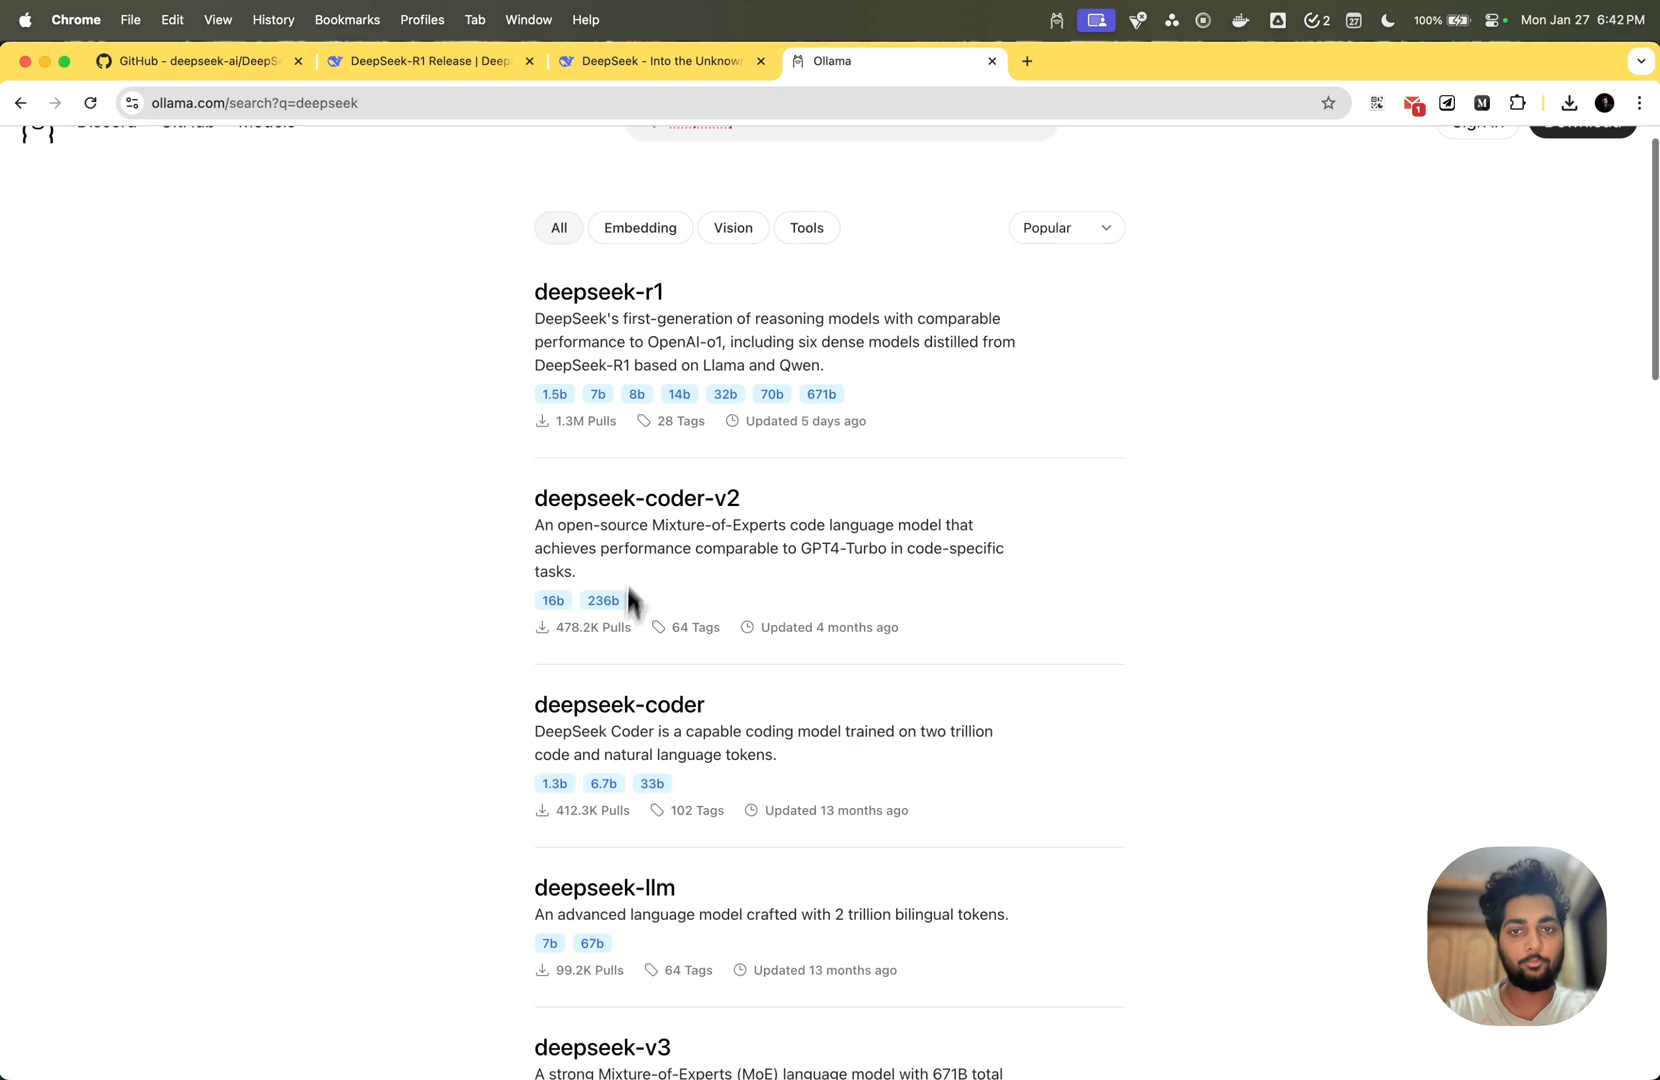 Chrome File Edit View History Bookmarks Profiles Tab Window Help 2 27 100% Mon Jan 27 6:42 PM
GitHub - deepseek-ai/DeepSe DeepSeek-R1 Release | Deep DeepSeek - Into the Unknown Ollama
ollama.com/search?q=deepseek M 1
Discord GitHub Models Sign in Download
All Embedding Vision Tools Popular
deepseek-r1
DeepSeek's first-generation of reasoning models with comparable
performance to OpenAI-o1, including six dense models distilled from
DeepSeek-R1 based on Llama and Qwen.
1.5b 7b 8b 14b 32b 70b 671b
1.3M Pulls 28 Tags Updated 5 days ago
deepseek-coder-v2
An open-source Mixture-of-Experts code language model that
achieves performance comparable to GPT4-Turbo in code-specific
tasks.
16b 236b
478.2K Pulls 64 Tags Updated 4 months ago
deepseek-coder
DeepSeek Coder is a capable coding model trained on two trillion
code and natural language tokens.
1.3b 6.7b 33b
412.3K Pulls 102 Tags Updated 13 months ago
deepseek-llm
An advanced language model crafted with 2 trillion bilingual tokens.
7b 67b
99.2K Pulls 64 Tags Updated 13 months ago
deepseek-v3
A strong Mixture-of-Experts (MoE) language model with 671B total